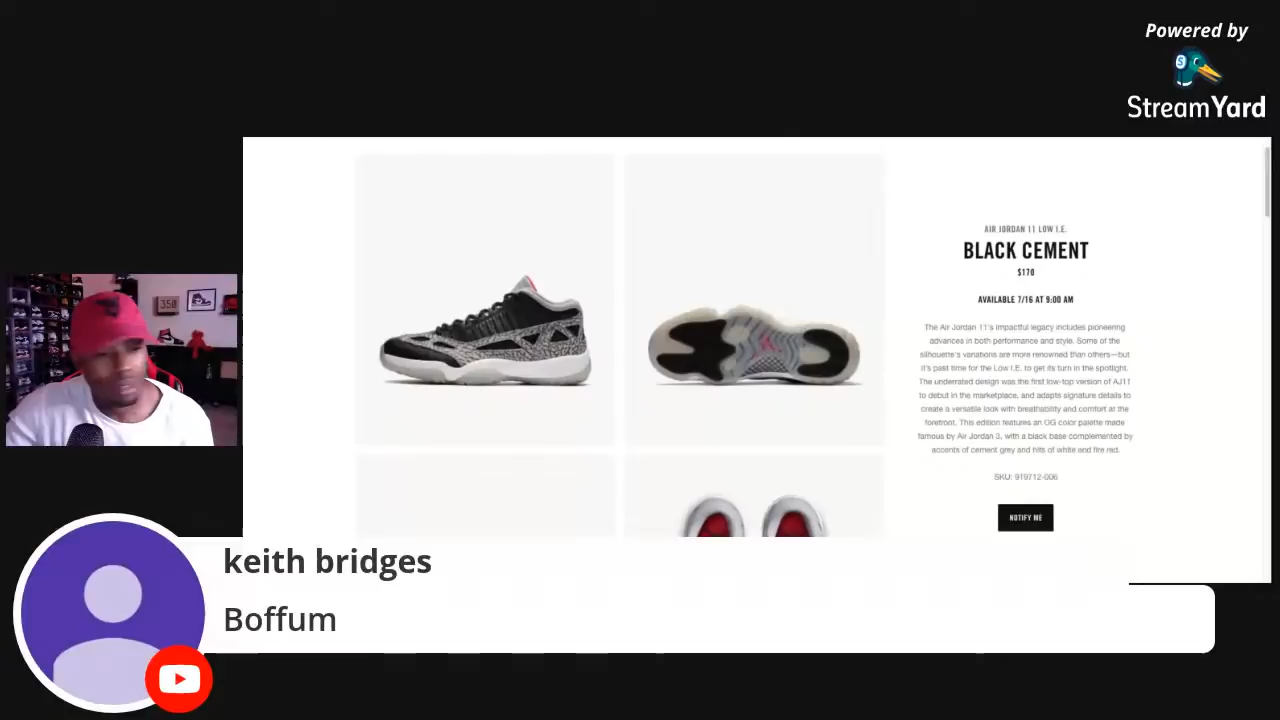 Powered by
StreamYard
AIR JORDAN 11 LOW I.E.
BLACK CEMENT
$170
AVAILABLE 7/16 AT 9:00 AM
The Air Jordan 11's impactful legacy includes pioneering
advances in both performance and style. Some of the
silhouette's variations are more renowned than others—but
it's past time for the Low I.E. to get its turn in the spotlight.
The underrated design was the first low-top version of AJ11
to debut in the marketplace, and adapts signature details to
create a versatile look with breathability and comfort at the
forefront. This edition features an OG color palette made
famous by Air Jordan 3, with a black base complemented by
accents of cement grey and hits of white and fire red.
SKU: 919712-006
NOTIFY ME
350
keith bridges
Boffum